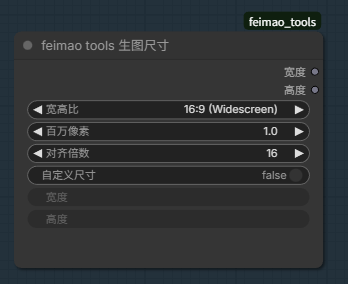 feimao_tools
feimao tools 生图尺寸
宽度
高度
宽高比 16:9 (Widescreen)
百万像素 1.0
对齐倍数 16
自定义尺寸 false
宽度
高度